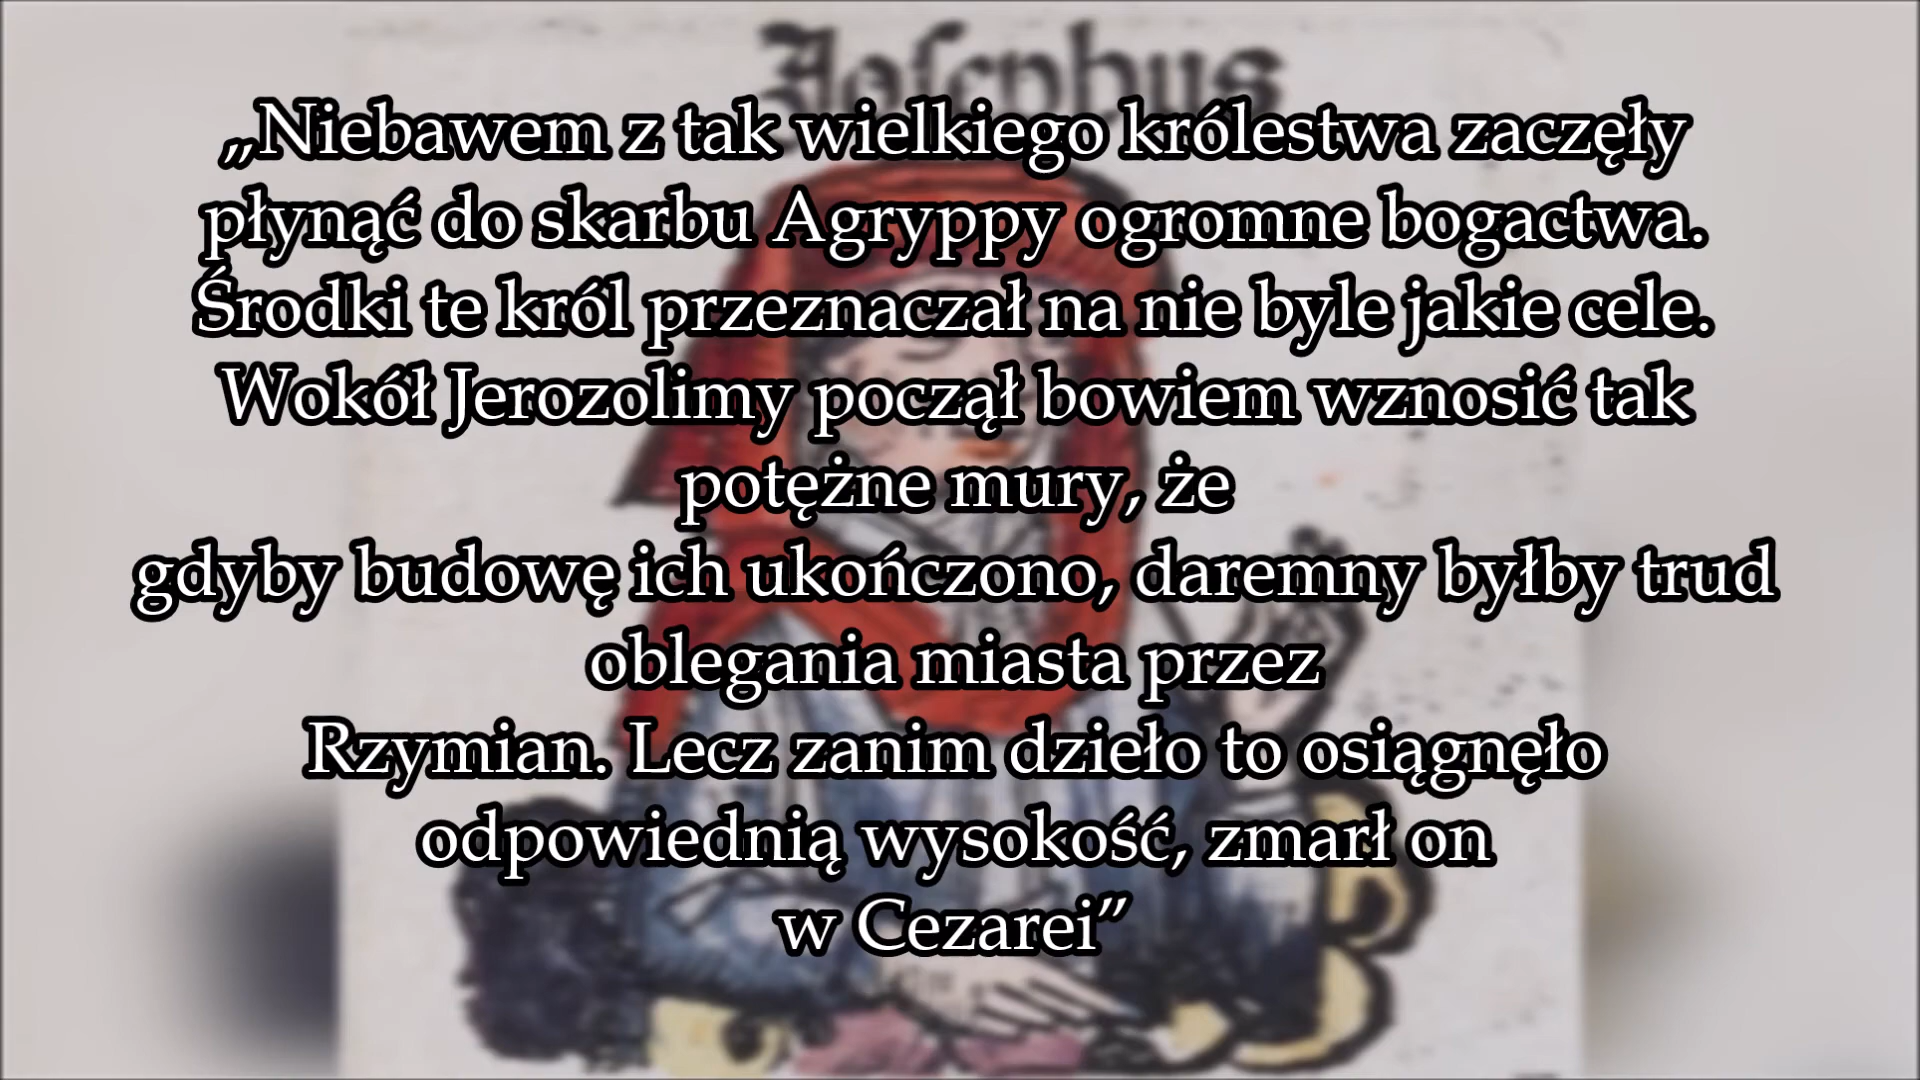 Josephus
„Niebawem z tak wielkiego królestwa zaczęły
płynąć do skarbu Agryppy ogromne bogactwa.
Środki te król przeznaczał na nie byle jakie cele.
Wokół Jerozolimy począł bowiem wznosić tak
potężne mury, że
gdyby budowę ich ukończono, daremny byłby trud
oblegania miasta przez
Rzymian. Lecz zanim dzieło to osiągnęło
odpowiednią wysokość, zmarł on
w Cezarei”